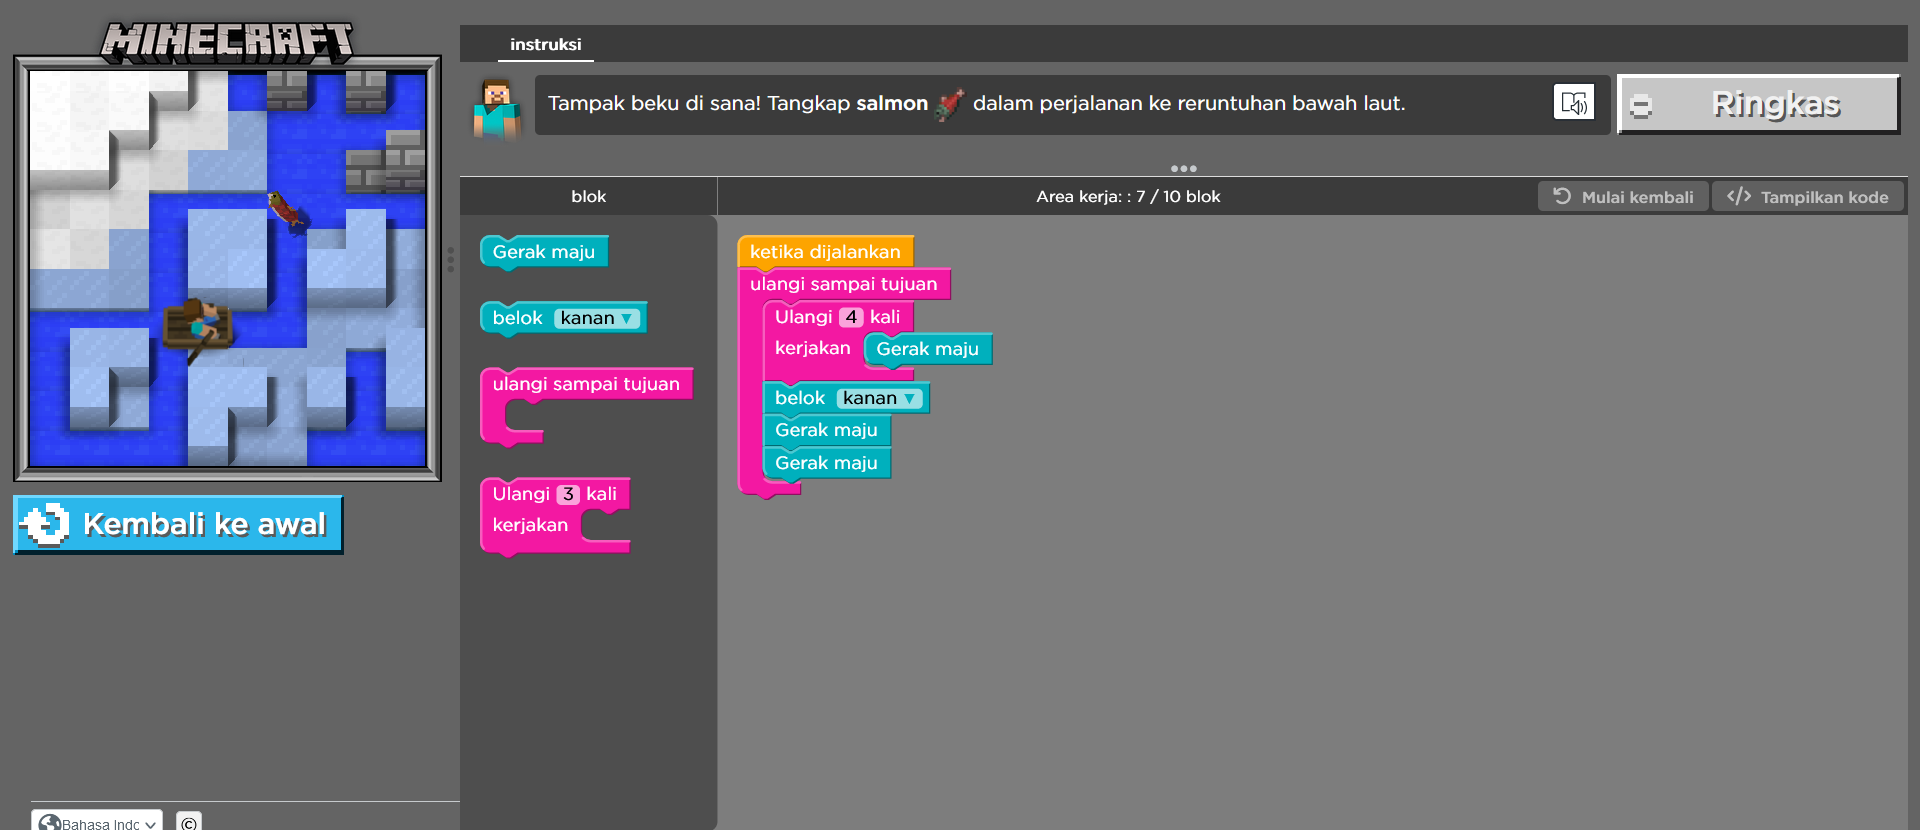 MINECRAFT
instruksi
Tampak beku di sana! Tangkap salmon dalam perjalanan ke reruntuhan bawah laut.
Ringkas
blok
Area kerja: : 7 / 10 blok
Mulai kembali
</> Tampilkan kode
Gerak maju
belok kanan ▼
ulangi sampai tujuan
Ulangi 3 kali
kerjakan
ketika dijalankan
ulangi sampai tujuan
Ulangi 4 kali
kerjakan Gerak maju
belok kanan ▼
Gerak maju
Gerak maju
Kembali ke awal
Bahasa Indc
©